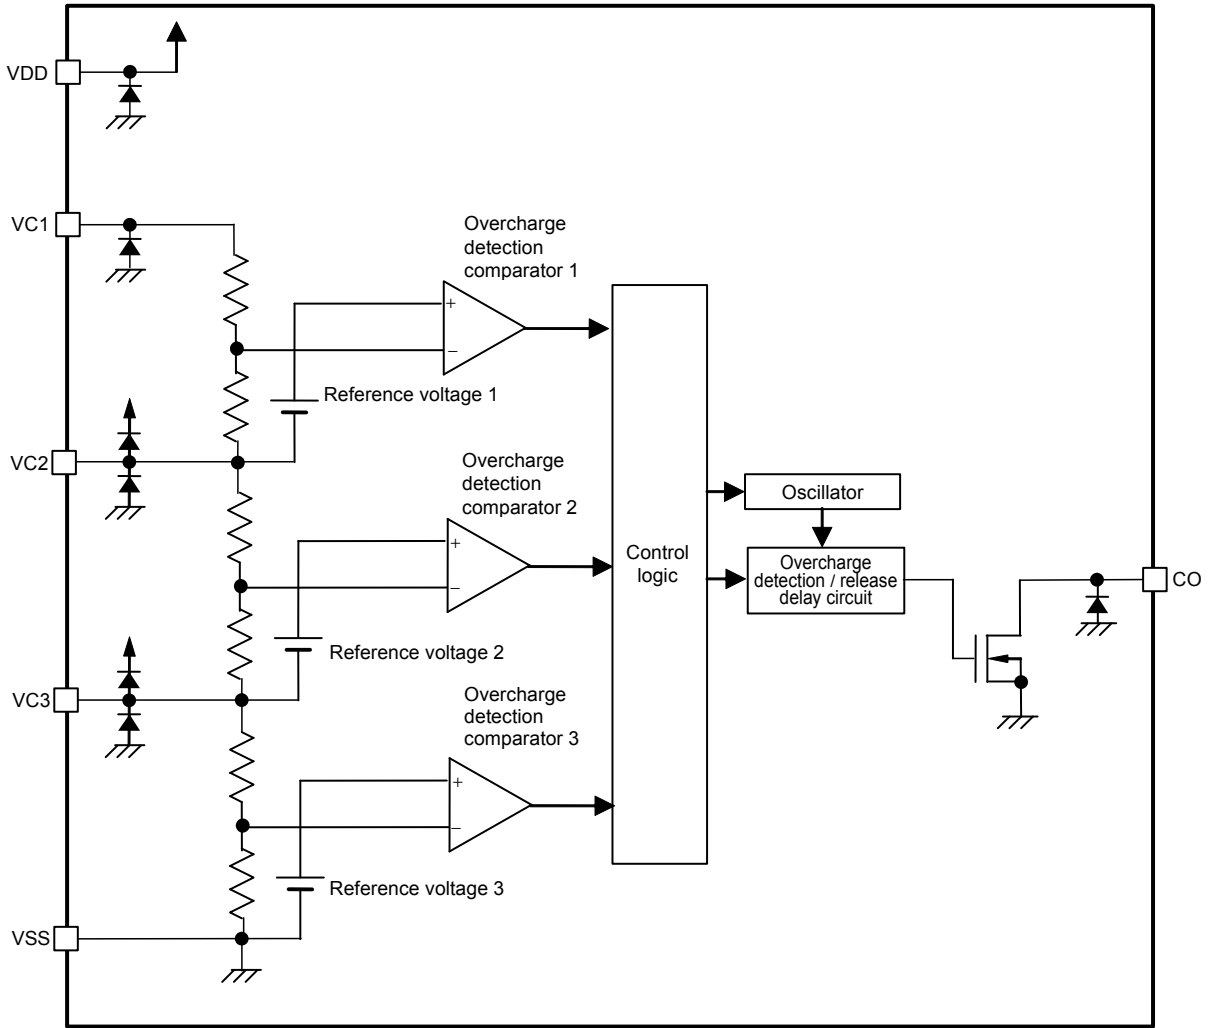 VDD
VC1
Overcharge
detection
comparator 1
+
−
Reference voltage 1
VC2
Overcharge
detection
comparator 2
+
−
Oscillator
Control
logic
Overcharge
detection / release
delay circuit
CO
Reference voltage 2
VC3
Overcharge
detection
comparator 3
+
−
Reference voltage 3
VSS